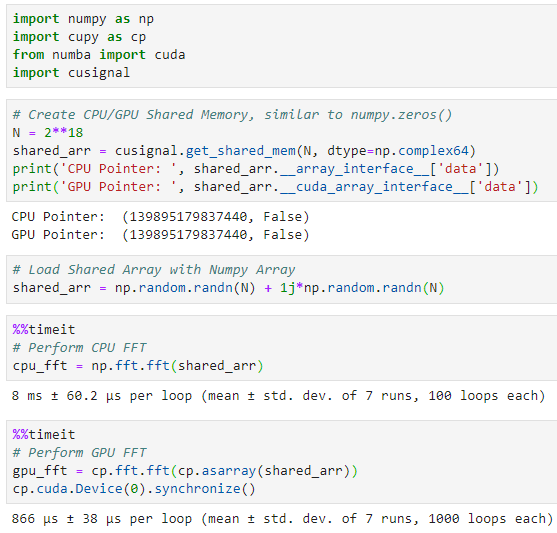 import numpy as np
import cupy as cp
from numba import cuda
import cusignal
# Create CPU/GPU Shared Memory, similar to numpy.zeros()
N = 2**18
shared_arr = cusignal.get_shared_mem(N, dtype=np.complex64)
print('CPU Pointer: ', shared_arr.__array_interface__['data'])
print('GPU Pointer: ', shared_arr.__cuda_array_interface__['data'])
CPU Pointer:  (139895179837440, False)
GPU Pointer:  (139895179837440, False)
# Load Shared Array with Numpy Array
shared_arr = np.random.randn(N) + 1j*np.random.randn(N)
%%timeit
# Perform CPU FFT
cpu_fft = np.fft.fft(shared_arr)
8 ms ± 60.2 µs per loop (mean ± std. dev. of 7 runs, 100 loops each)
%%timeit
# Perform GPU FFT
gpu_fft = cp.fft.fft(cp.asarray(shared_arr))
cp.cuda.Device(0).synchronize()
866 µs ± 38 µs per loop (mean ± std. dev. of 7 runs, 1000 loops each)